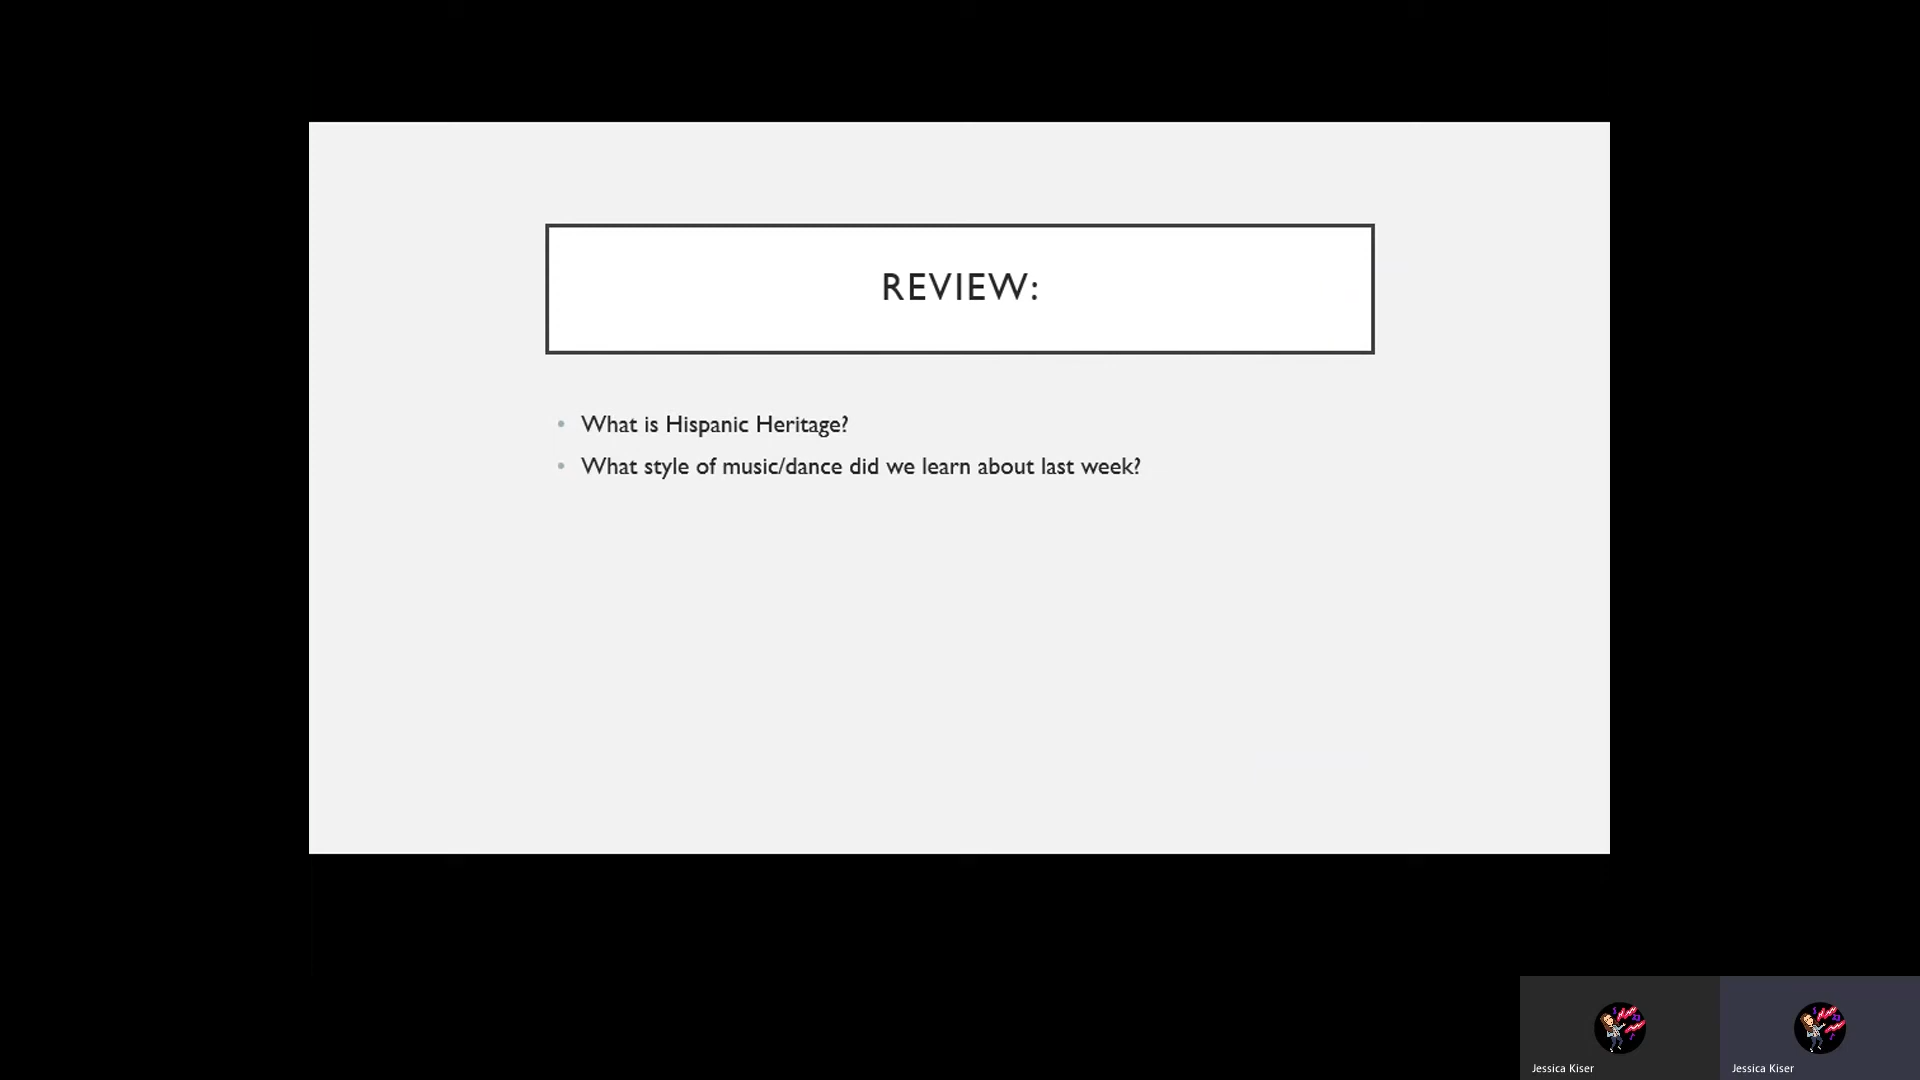 REVIEW:
• What is Hispanic Heritage?
• What style of music/dance did we learn about last week?
Jessica Kiser
Jessica Kiser